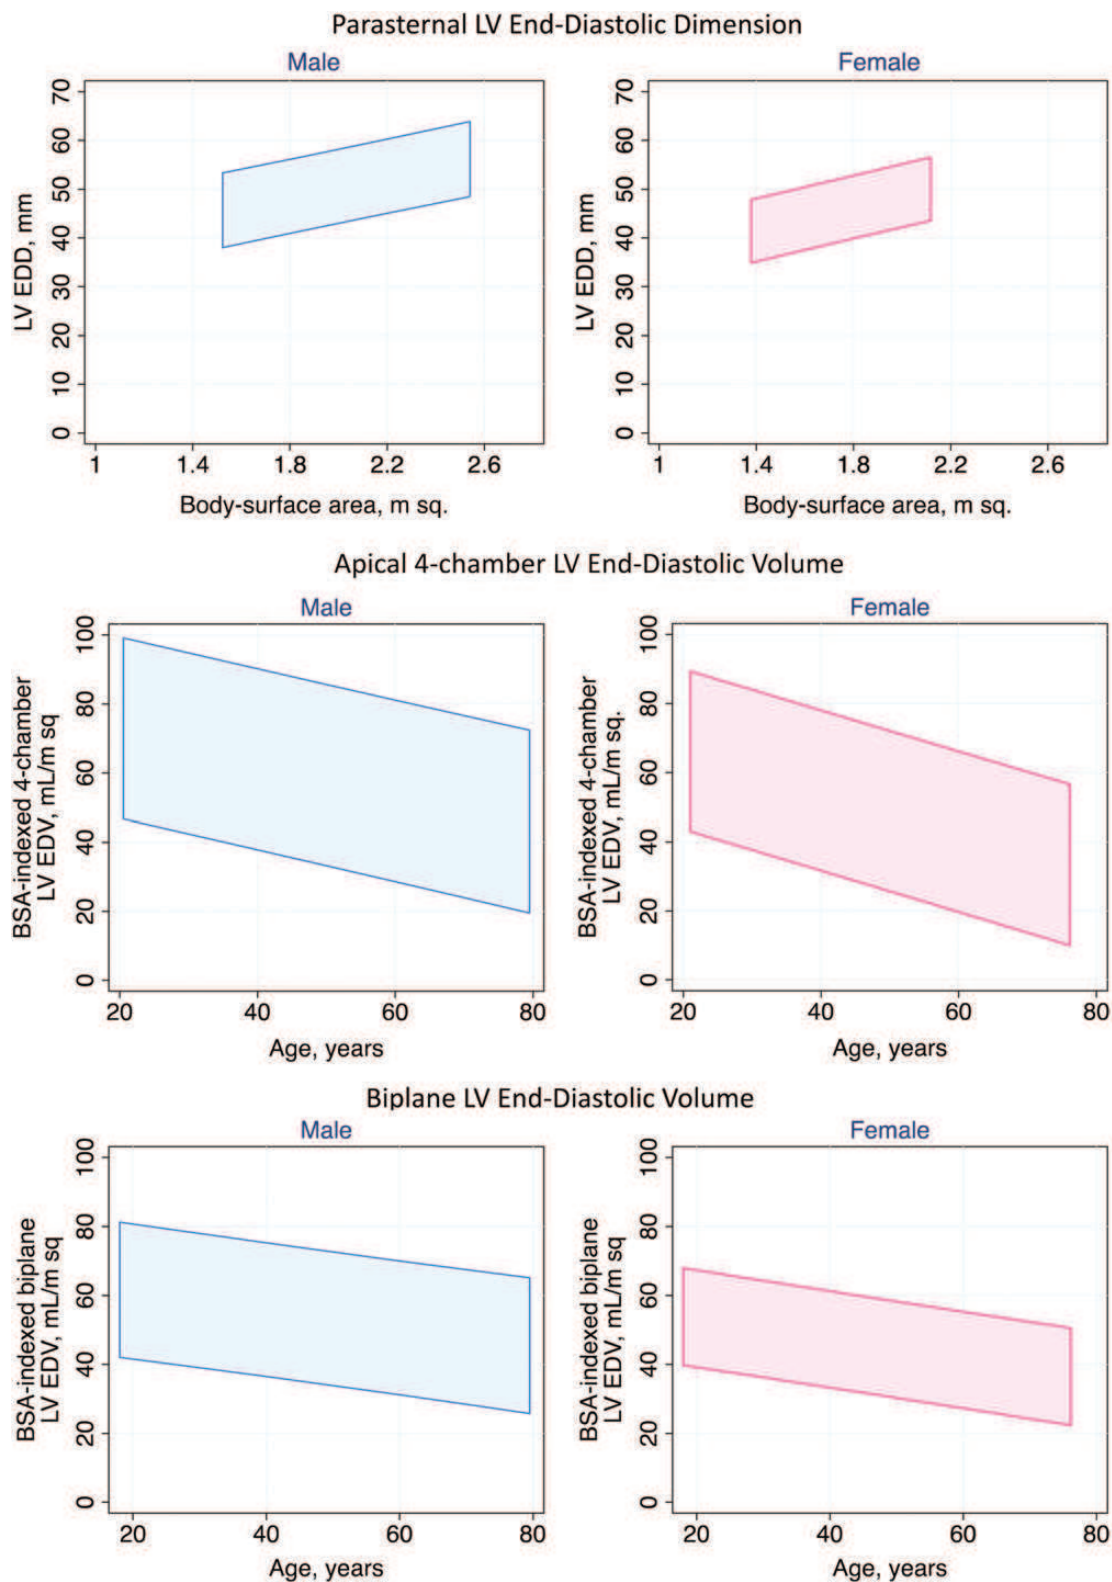 Parasternal LV End-Diastolic Dimension
Male
Female
LV EDD, mm
70
60
50
40
30
20
10
0
1 1.4 1.8 2.2 2.6
Body-surface area, m sq.
LV EDD, mm
70
60
50
40
30
20
10
0
1 1.4 1.8 2.2 2.6
Body-surface area, m sq.
Apical 4-chamber LV End-Diastolic Volume
Male
Female
BSA-indexed 4-chamber
LV EDV, mL/m sq
100
80
60
40
20
0
20 40 60 80
Age, years
BSA-indexed 4-chamber
LV EDV, mL/m sq.
100
80
60
40
20
0
20 40 60 80
Age, years
Biplane LV End-Diastolic Volume
Male
Female
BSA-indexed biplane
LV EDV, mL/m sq
100
80
60
40
20
0
20 40 60 80
Age, years
BSA-indexed biplane
LV EDV, mL/m sq
100
80
60
40
20
0
20 40 60 80
Age, years